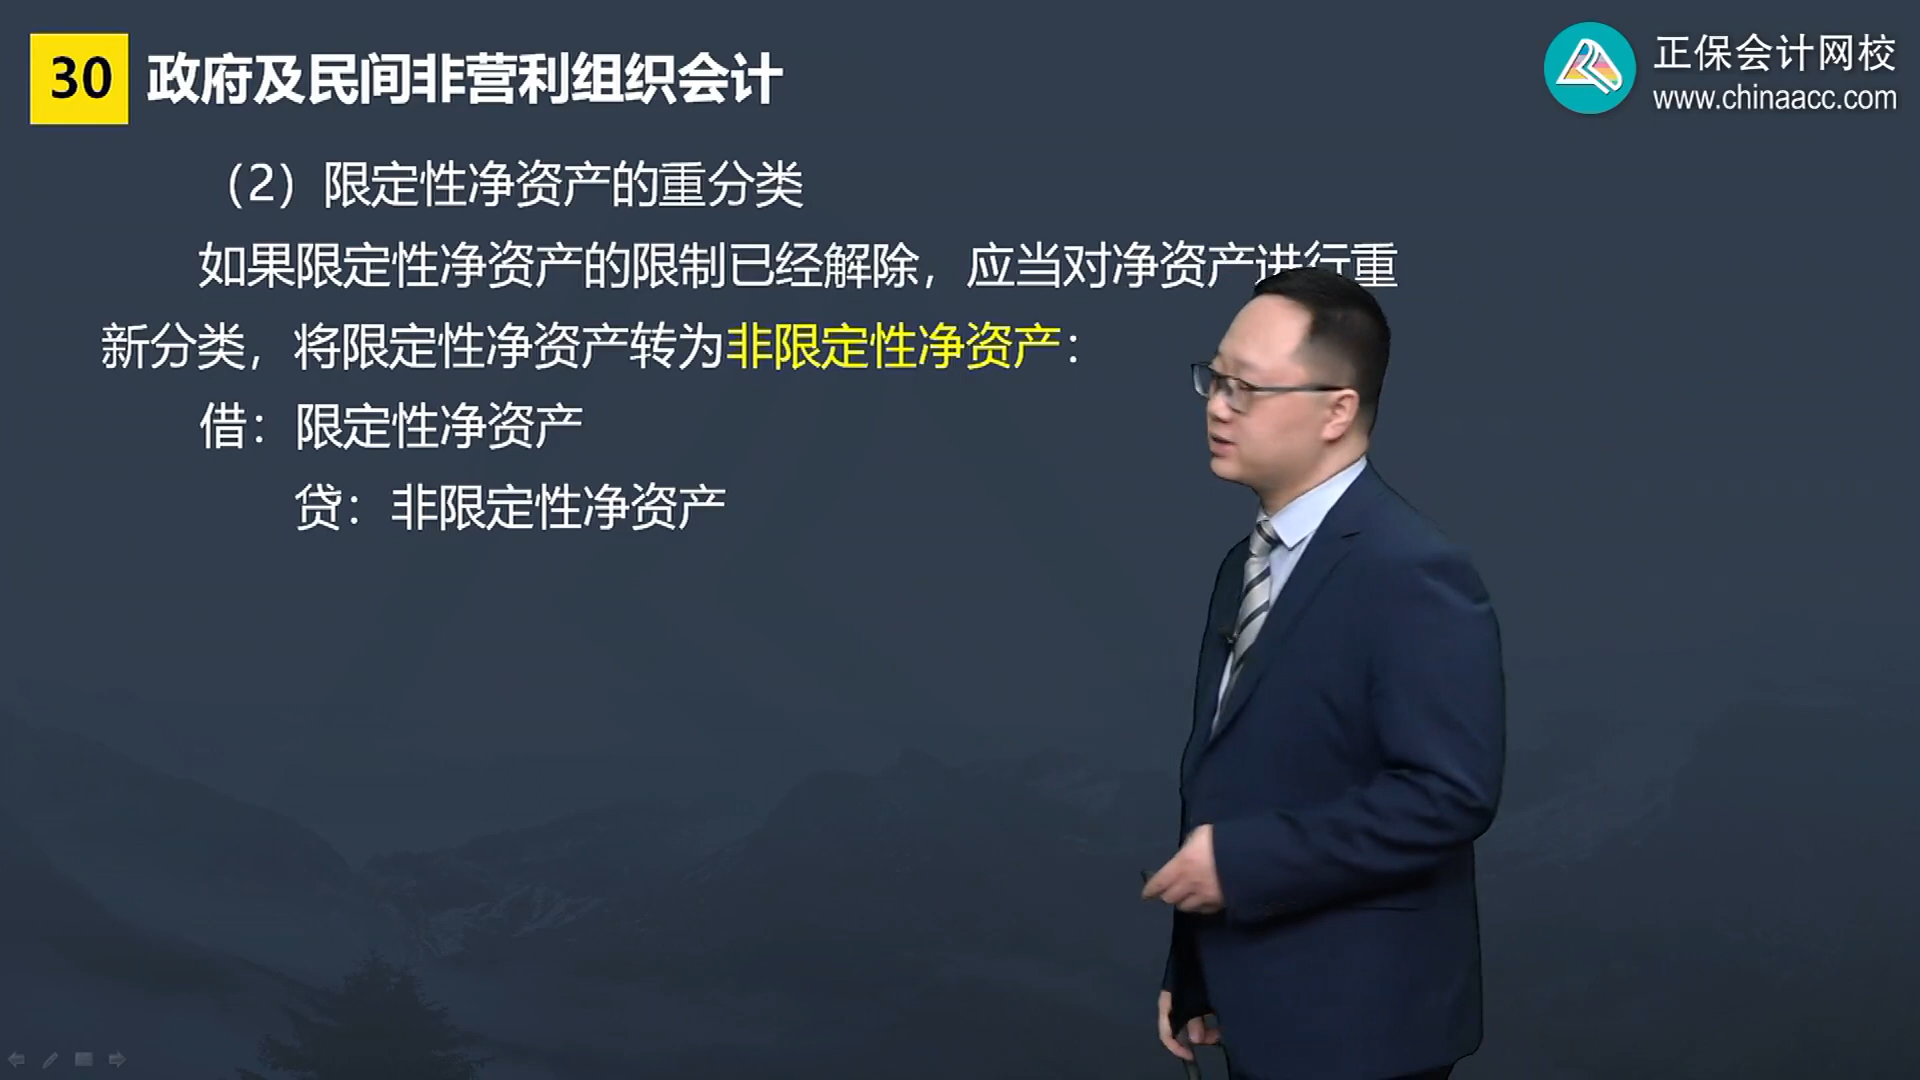 30 政府及民间非营利组织会计
正保会计网校
www.chinaacc.com
（2）限定性净资产的重分类
如果限定性净资产的限制已经解除，应当对净资产进行重
新分类，将限定性净资产转为非限定性净资产：
借：限定性净资产
贷：非限定性净资产